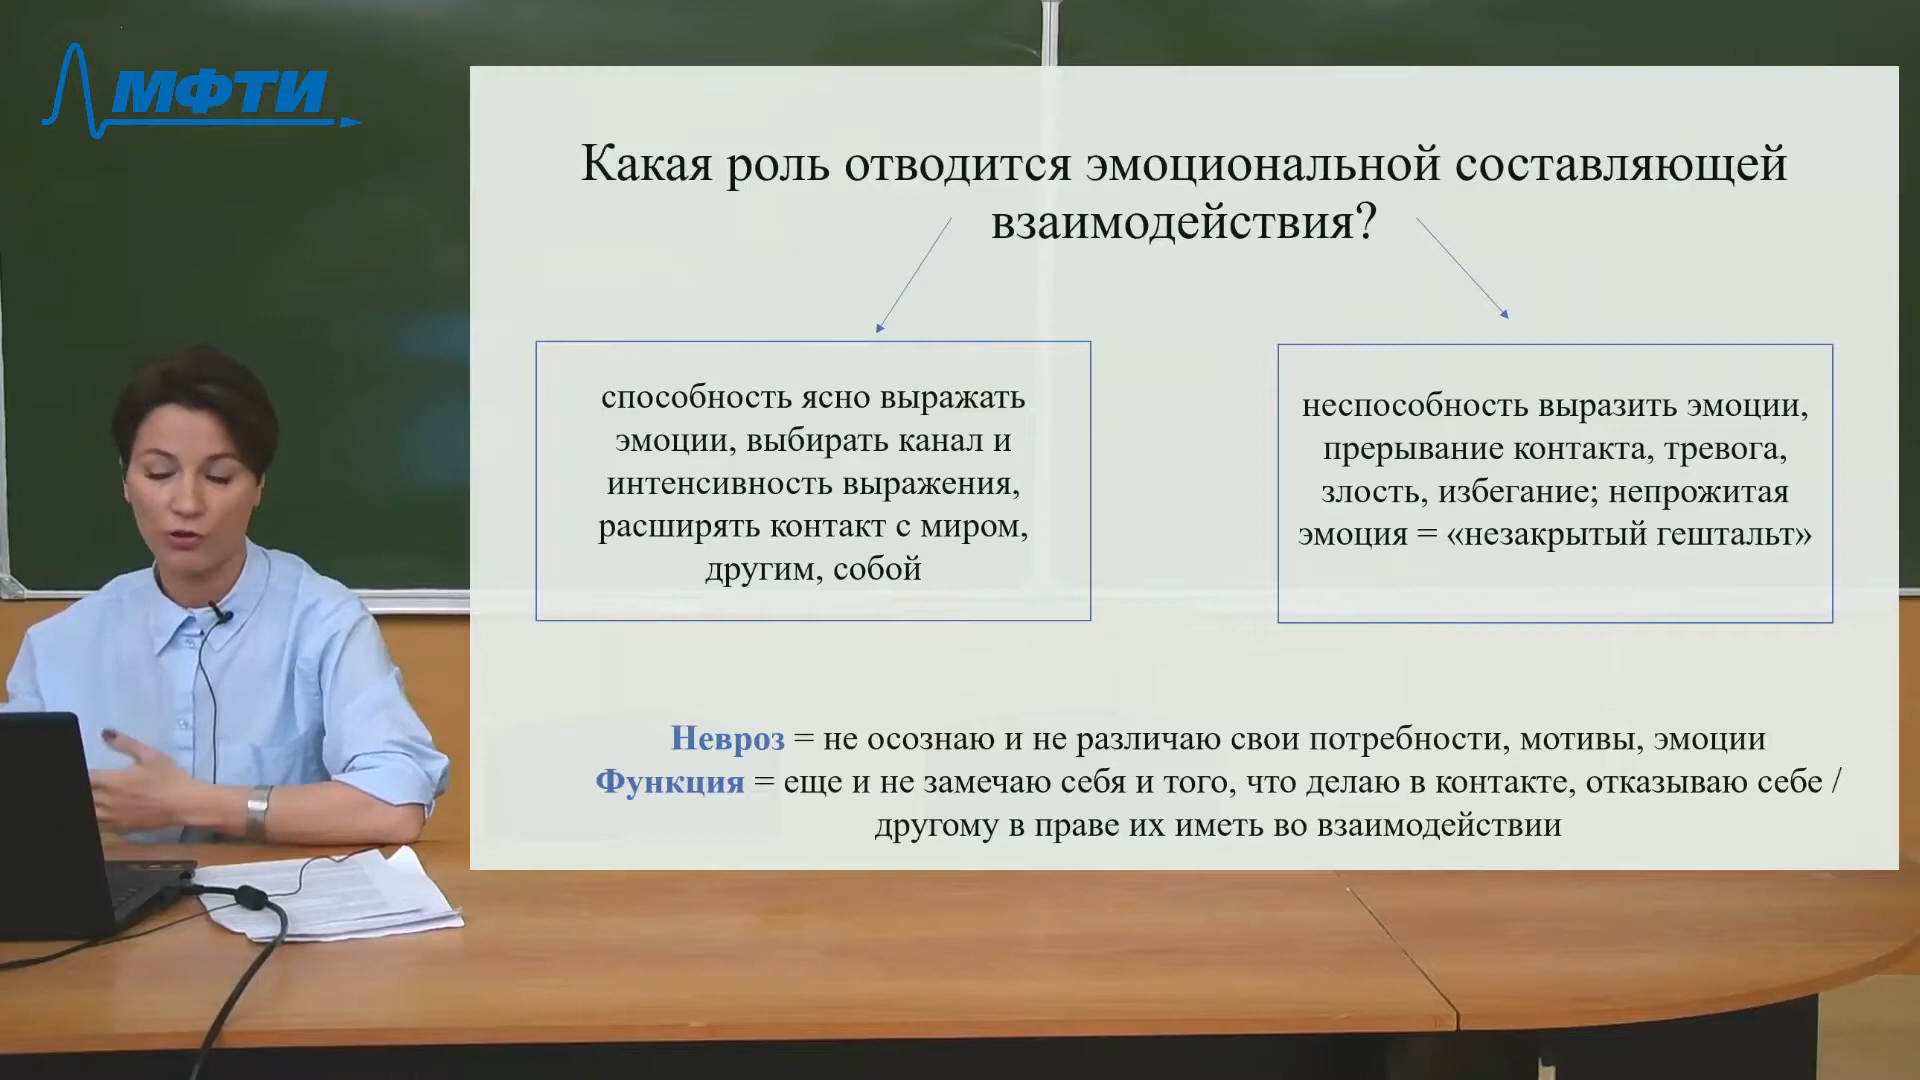 МФТИ
Какая роль отводится эмоциональной составляющей
взаимодействия?
способность ясно выражать
эмоции, выбирать канал и
интенсивность выражения,
расширять контакт с миром,
другим, собой
неспособность выразить эмоции,
прерывание контакта, тревога,
злость, избегание; непрожитая
эмоция = «незакрытый гештальт»
Невроз = не осознаю и не различаю свои потребности, мотивы, эмоции
Функция = еще и не замечаю себя и того, что делаю в контакте, отказываю себе /
другому в праве их иметь во взаимодействии